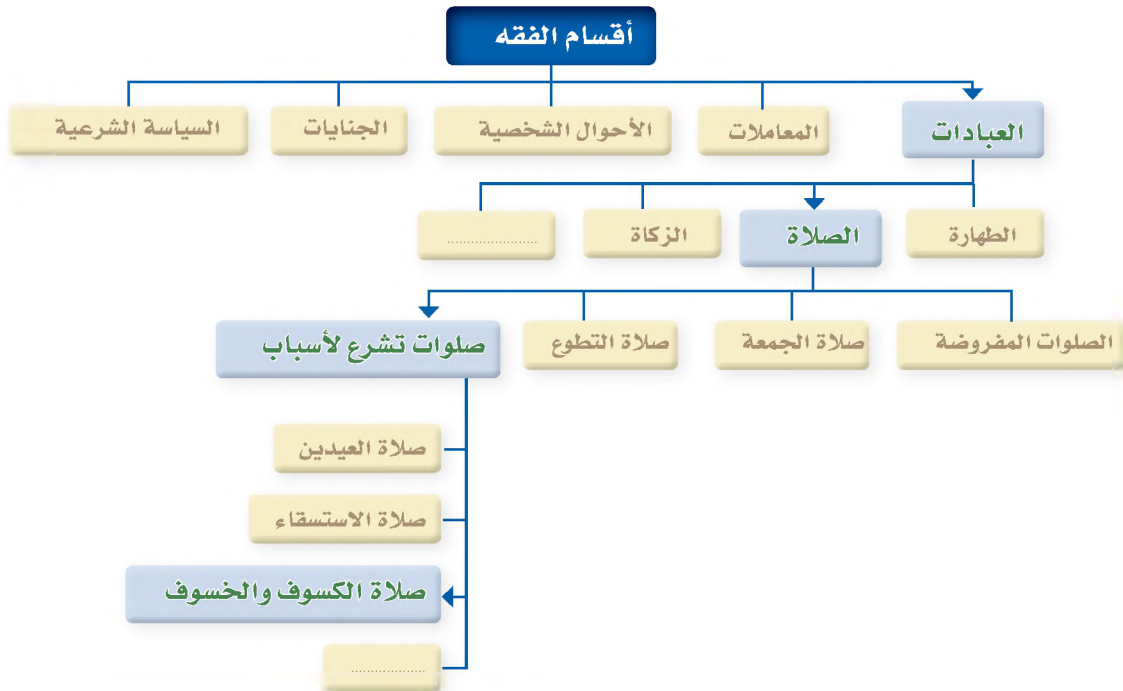 أقسام الفقه
العبادات
المعاملات
الأحوال الشخصية
الجنايات
السياسة الشرعية
الطهارة
الصلاة
الزكاة
......................
الصلوات المفروضة
صلاة الجمعة
صلاة التطوع
صلوات تشرع لأسباب
صلاة العيدين
صلاة الاستسقاء
صلاة الكسوف والخسوف
....................